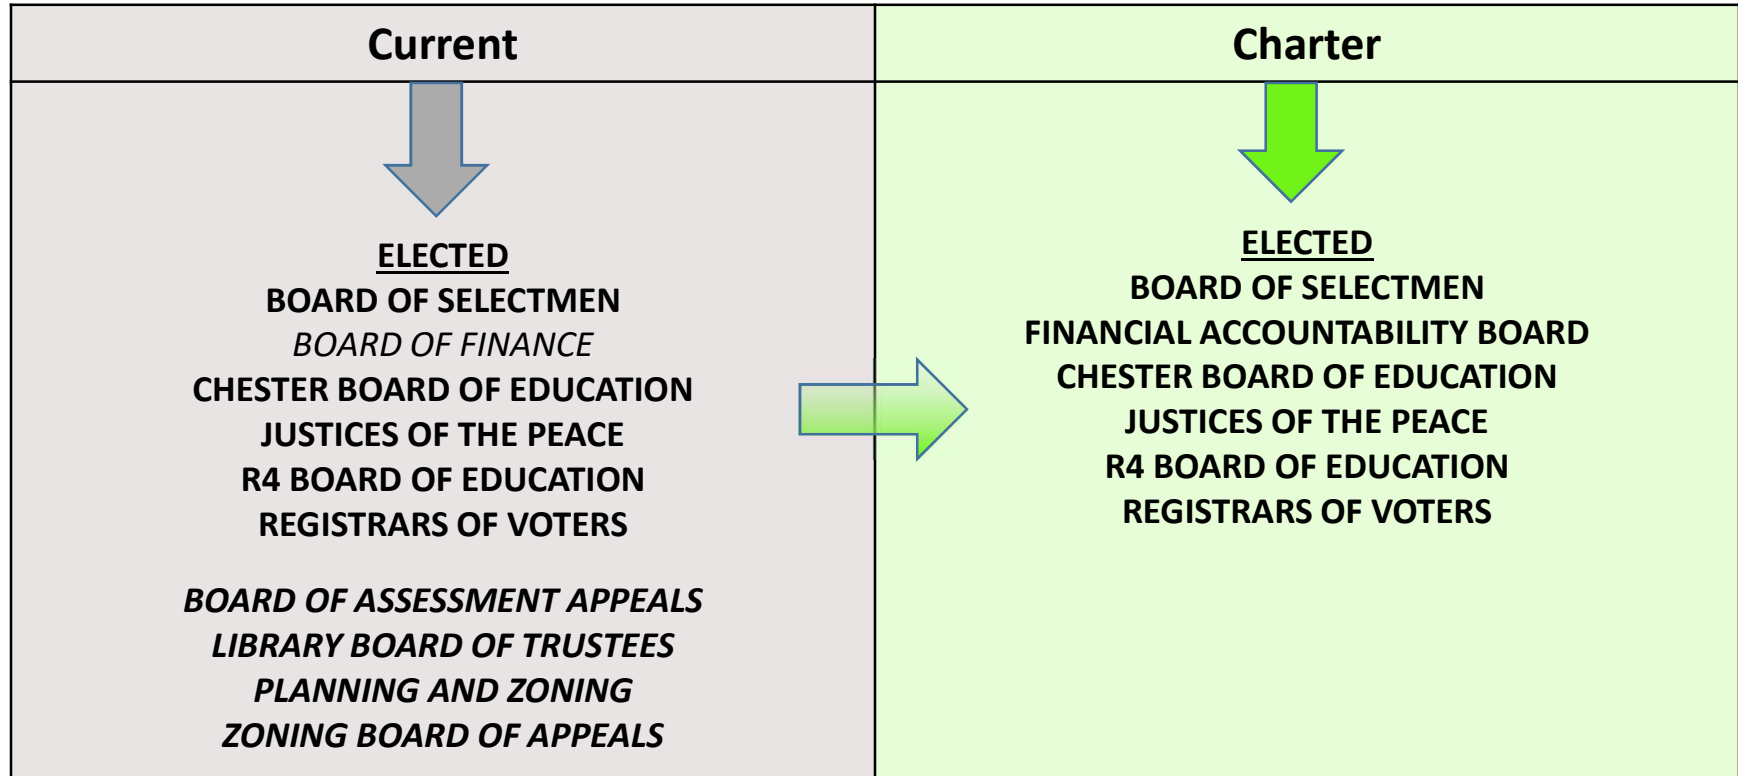 Current
ELECTED
BOARD OF SELECTMEN
BOARD OF FINANCE
CHESTER BOARD OF EDUCATION
JUSTICES OF THE PEACE
R4 BOARD OF EDUCATION
REGISTRARS OF VOTERS
BOARD OF ASSESSMENT APPEALS
LIBRARY BOARD OF TRUSTEES
PLANNING AND ZONING
ZONING BOARD OF APPEALS
Charter
ELECTED
BOARD OF SELECTMEN
FINANCIAL ACCOUNTABILITY BOARD
CHESTER BOARD OF EDUCATION
JUSTICES OF THE PEACE
R4 BOARD OF EDUCATION
REGISTRARS OF VOTERS